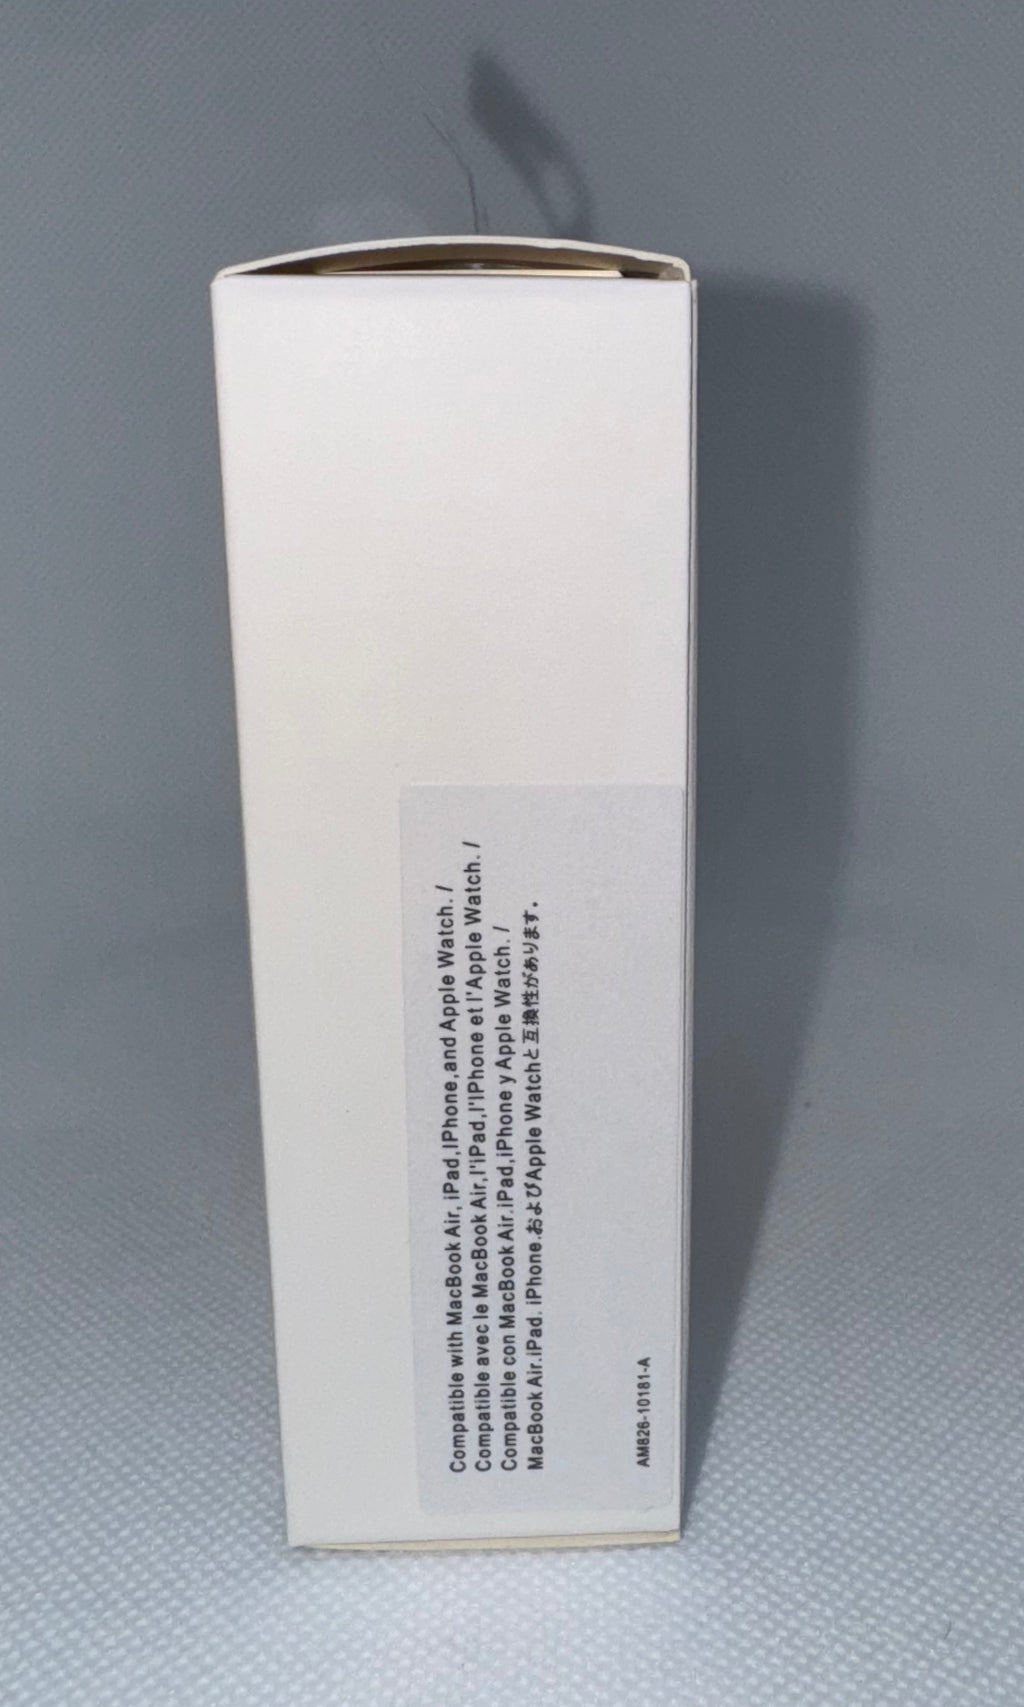 Compatible with MacBook Air, iPad,IPhone,and Apple Watch. /
Compatible avec le MacBook Air,l'iPad,l'IPhone et l'Apple Watch. /
Compatible con MacBook Air.iPad,iPhone y Apple Watch. /
MacBook Air.iPad. iPhone.およびApple Watchと互換性があります.
AM826-10181-A